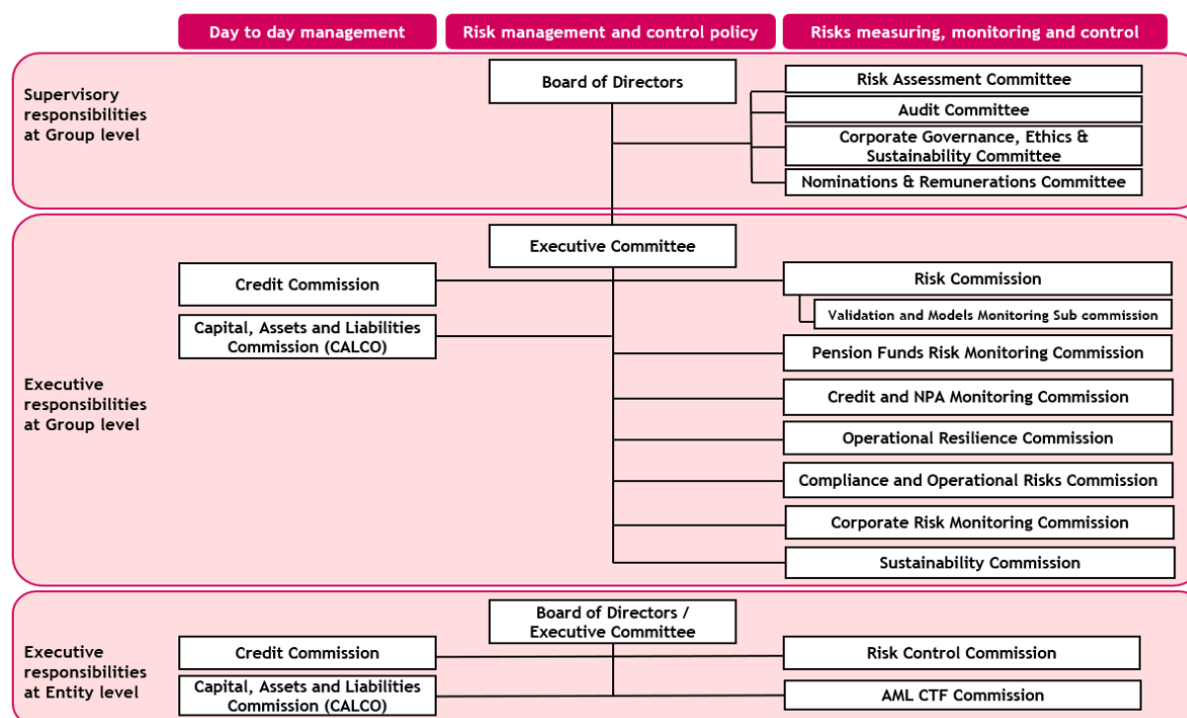 Day to day management
Risk management and control policy
Risks measuring, monitoring and control
Supervisory
responsibilities
at Group level
Board of Directors
Risk Assessment Committee
Audit Committee
Corporate Governance, Ethics &
Sustainability Committee
Nominations & Remunerations Committee
Executive
responsibilities
at Group level
Executive Committee
Credit Commission
Capital, Assets and Liabilities
Commission (CALCO)
Risk Commission
Validation and Models Monitoring Sub commission
Pension Funds Risk Monitoring Commission
Credit and NPA Monitoring Commission
Operational Resilience Commission
Compliance and Operational Risks Commission
Corporate Risk Monitoring Commission
Sustainability Commission
Executive
responsibilities
at Entity level
Board of Directors /
Executive Committee
Credit Commission
Capital, Assets and Liabilities
Commission (CALCO)
Risk Control Commission
AML CTF Commission